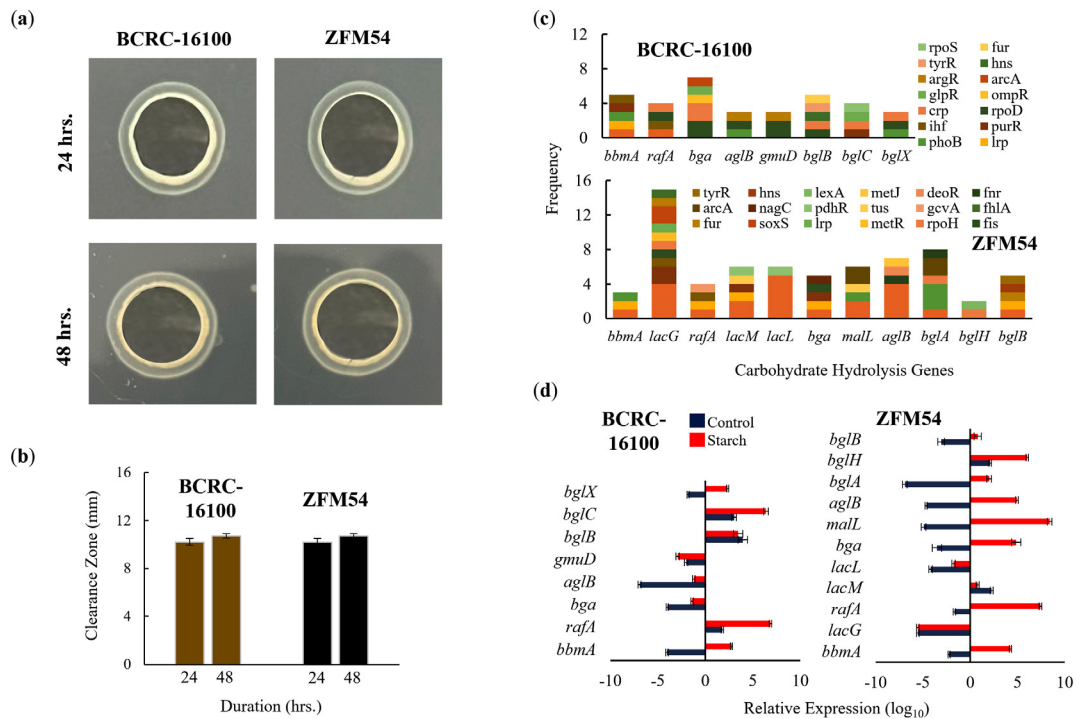 (a)
BCRC-16100 ZFM54
24 hrs.
48 hrs.
(b)
Clearance Zone (mm)
16
12
8
4
0
BCRC-
16100
ZFM54
24 48 24 48
Duration (hrs.)
(c)
Frequency
12
8
4
0
BCRC-16100
rpoS fur
tyrR hns
argR arcA
glpR ompR
crp rpoD
ihf purR
phoB lrp
bbmA rafA bga aglB gmuD bglB bglC bglX
12
8
4
0
tyrR hns lexA metJ deoR fnr
arcA nagC pdhR tus gcvA fhlA
fur soxS lrp metR rpoH fis
ZFM54
bbmA lacG rafA lacM lacL bga malL aglB bglA bglH bglB
Carbohydrate Hydrolysis Genes
(d)
BCRC-
16100
Control
Starch
ZFM54
bglX
bglC
bglB
gmuD
aglB
bga
rafA
bbmA
-10 -5 0 5 10
bglB
bglH
bglA
aglB
malL
bga
lacL
lacM
rafA
lacG
bbmA
-10 -5 0 5 10
Relative Expression (log10)